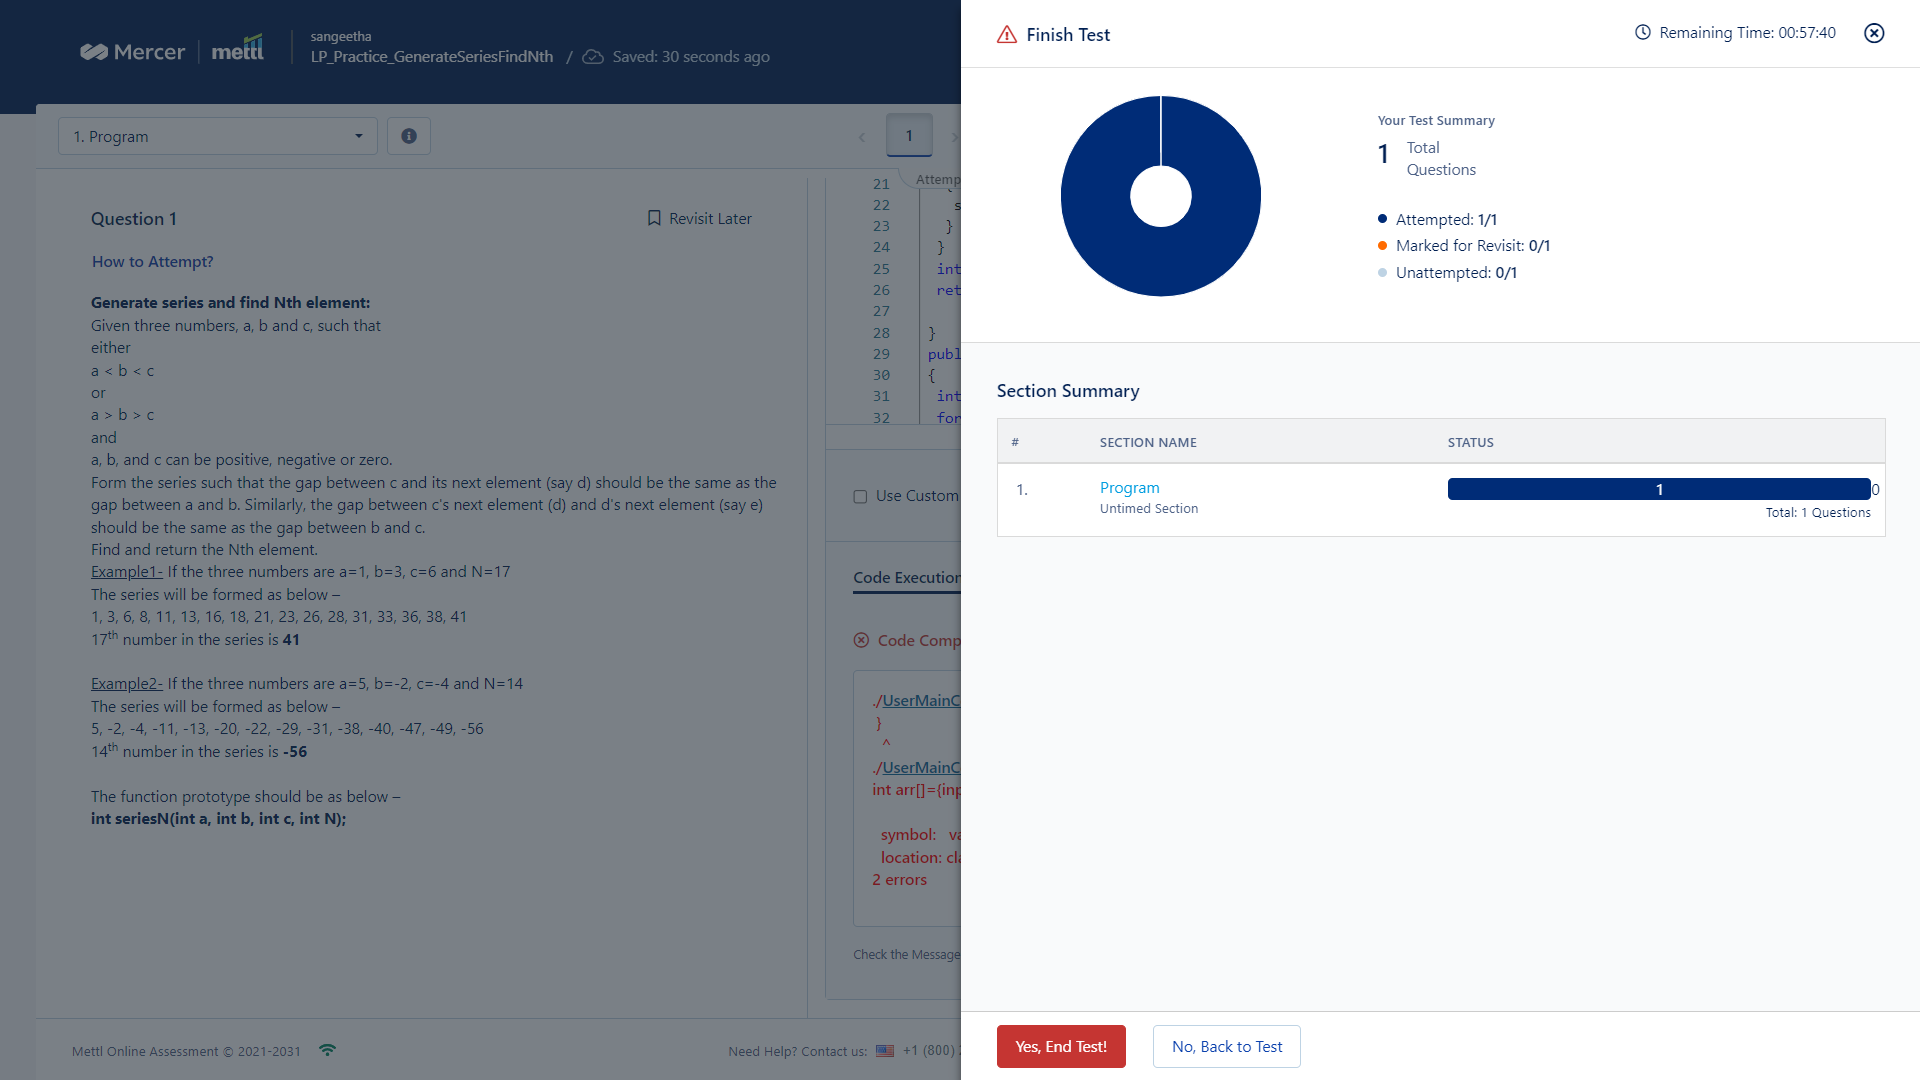 Mercer
mettl
sangeetha
LP_Practice_GenerateSeriesFindNth / Saved: 30 seconds ago
1. Program
1
Attemp
Question 1
Revisit Later
How to Attempt?
Generate series and find Nth element:
Given three numbers, a, b and c, such that
either
a < b < c
or
a > b > c
and
a, b, and c can be positive, negative or zero.
Form the series such that the gap between c and its next element (say d) should be the same as the
gap between a and b. Similarly, the gap between c's next element (d) and d's next element (say e)
should be the same as the gap between b and c.
Find and return the Nth element.
Example1- If the three numbers are a=1, b=3, c=6 and N=17
The series will be formed as below –
1, 3, 6, 8, 11, 13, 16, 18, 21, 23, 26, 28, 31, 33, 36, 38, 41
17th number in the series is 41
Example2- If the three numbers are a=5, b=-2, c=-4 and N=14
The series will be formed as below –
5, -2, -4, -11, -13, -20, -22, -29, -31, -38, -40, -47, -49, -56
14th number in the series is -56
The function prototype should be as below –
int seriesN(int a, int b, int c, int N);
21
22 s
23 }
24 }
25 int
26 ret
27
28 }
29 publ
30 {
31 int
32 for
Use Custom
Code Execution
Code Comp
./UserMainC
}
^
./UserMainC
int arr[]={inp
symbol: va
location: cla
2 errors
Check the Message
Mettl Online Assessment © 2021-2031
Need Help? Contact us: +1 (800)
Finish Test
Remaining Time: 00:57:40
Your Test Summary
1 Total
Questions
Attempted: 1/1
Marked for Revisit: 0/1
Unattempted: 0/1
Section Summary
# SECTION NAME STATUS
1. Program 1 0
Untimed Section
Total: 1 Questions
Yes, End Test!
No, Back to Test